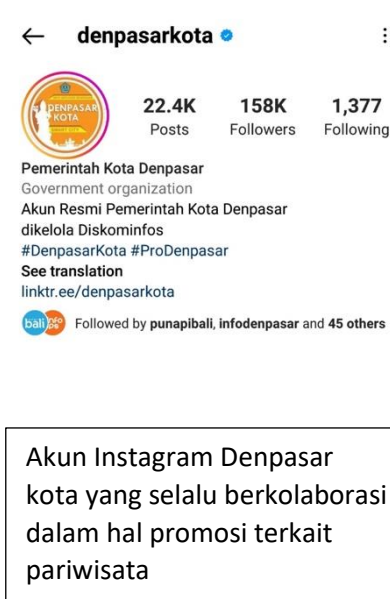 denpasarkota
DENPASAR
KOTA
22.4K 158K 1,377
Posts Followers Following
Pemerintah Kota Denpasar
Government organization
Akun Resmi Pemerintah Kota Denpasar
dikelola Diskominfos
#DenpasarKota #ProDenpasar
See translation
linktr.ee/denpasarkota
bali
Followed by punapibali, infodenpasar and 45 others
Akun Instagram Denpasar
kota yang selalu berkolaborasi
dalam hal promosi terkait
pariwisata